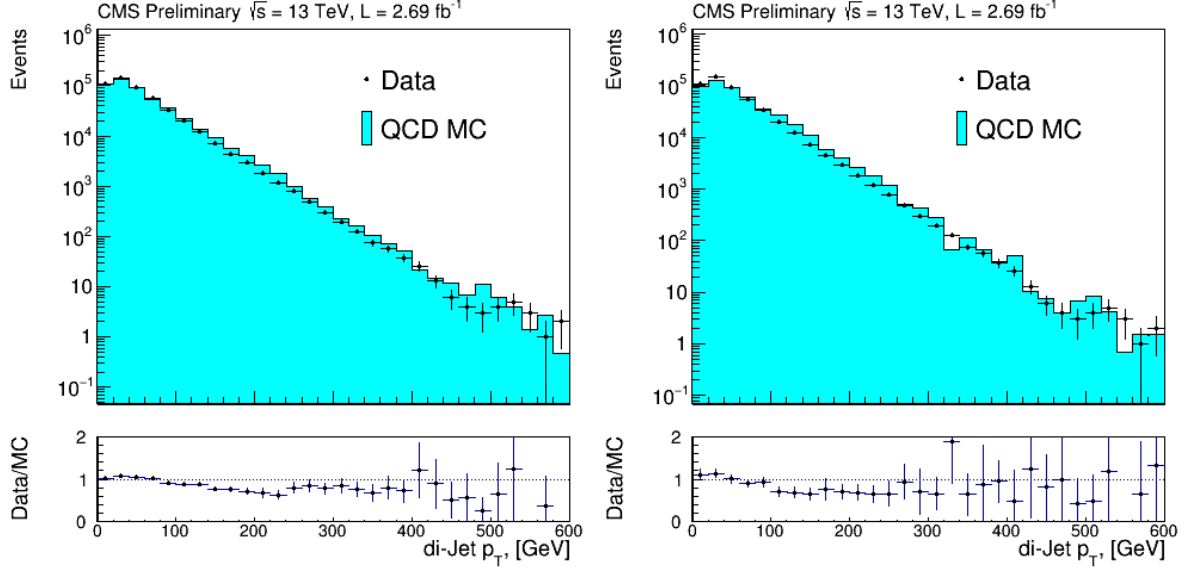 CMS Preliminary √s = 13 TeV, L = 2.69 fb⁻¹
Events
10⁶
10⁵
10⁴
10³
10²
10
1
10⁻¹
Data
QCD MC
Data/MC
2
1
0
0 100 200 300 400 500 600
di-Jet p_T, [GeV]
CMS Preliminary √s = 13 TeV, L = 2.69 fb⁻¹
Events
10⁶
10⁵
10⁴
10³
10²
10
1
10⁻¹
Data
QCD MC
Data/MC
2
1
0
0 100 200 300 400 500 600
di-Jet p_T, [GeV]